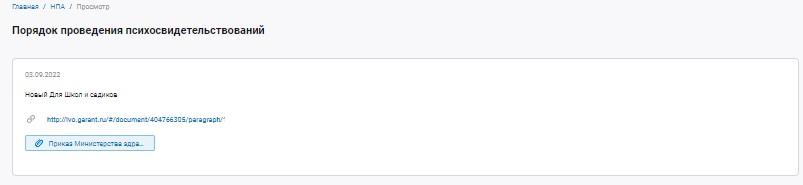 Главная / НПА / Просмотр
Порядок проведения психосвидетельствований
03.09.2022
Новый Для Школ и садиков
http://ivo.garant.ru/#/document/404766305/paragraph/1
Приказ Министерства здра...